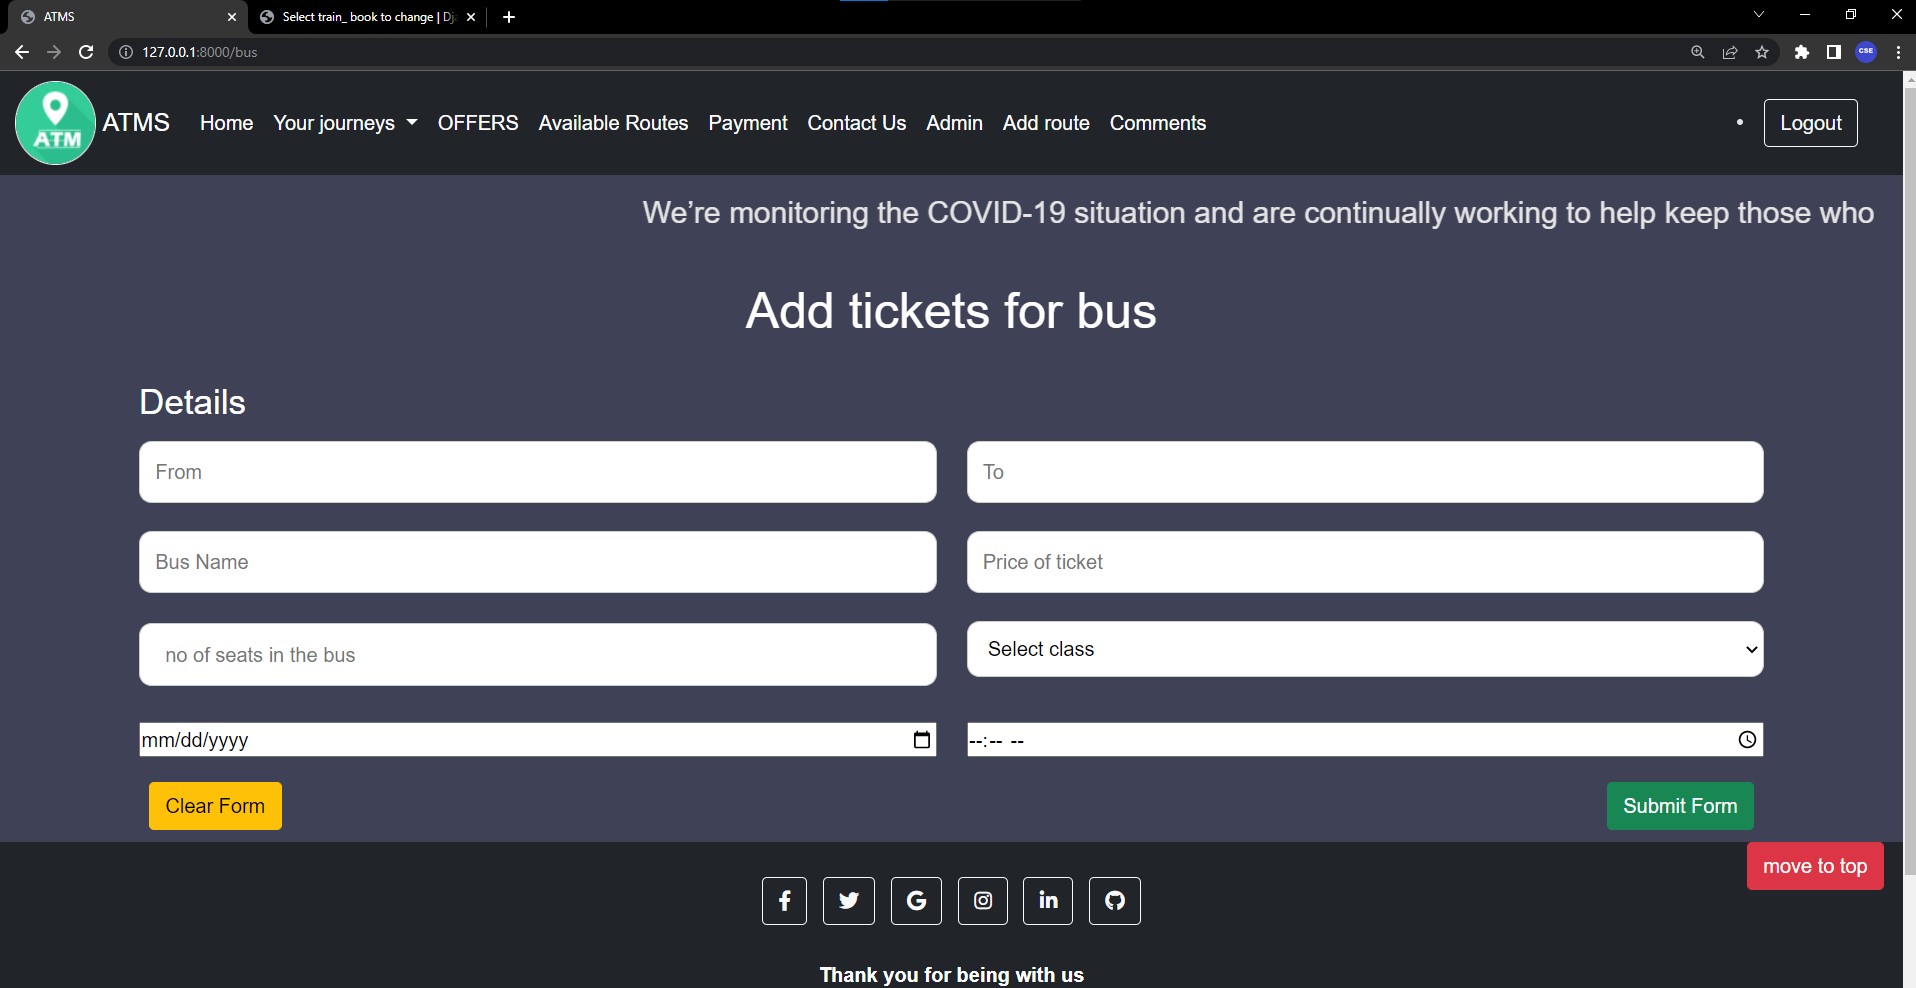 ATMS
Select train_ book to change | Dj
127.0.0.1:8000/bus
CSE
ATM
ATMS Home Your journeys OFFERS Available Routes Payment Contact Us Admin Add route Comments • Logout
We’re monitoring the COVID-19 situation and are continually working to help keep those who
Add tickets for bus
Details
From To
Bus Name Price of ticket
no of seats in the bus Select class
mm/dd/yyyy --:-- --
Clear Form Submit Form
move to top
Thank you for being with us